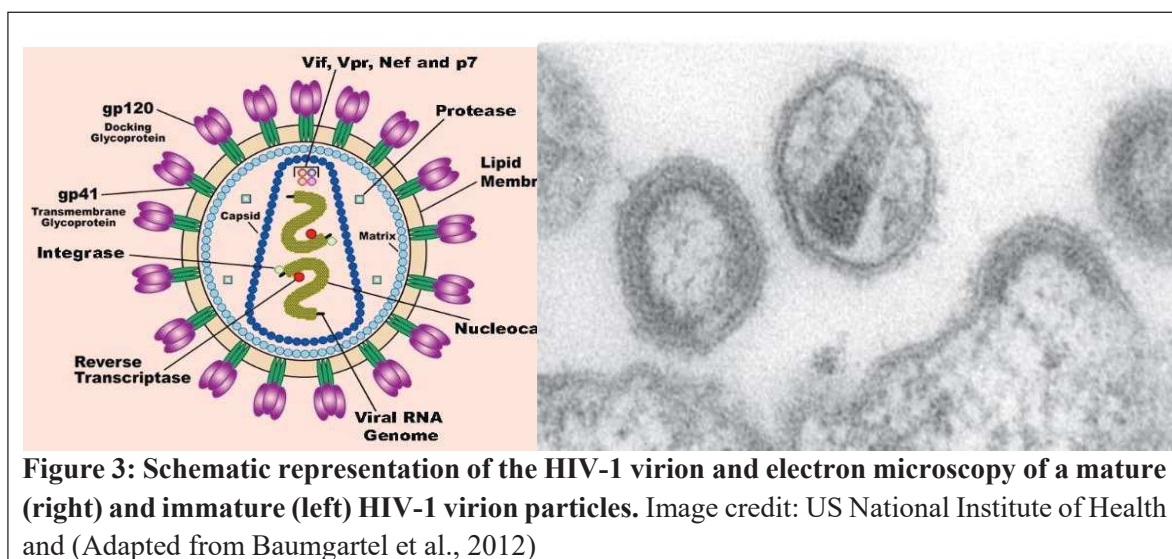 Vif, Vpr, Nef and p7
gp120
Docking
Glycoprotein
Protease
Lipid
Membr
gp41
Transmembrane
Glycoprotein
Capsid
Matrix
Integrase
Nucleoca
Reverse
Transcriptase
Viral RNA
Genome
Figure 3: Schematic representation of the HIV-1 virion and electron microscopy of a mature
(right) and immature (left) HIV-1 virion particles. Image credit: US National Institute of Health
and (Adapted from Baumgartel et al., 2012)